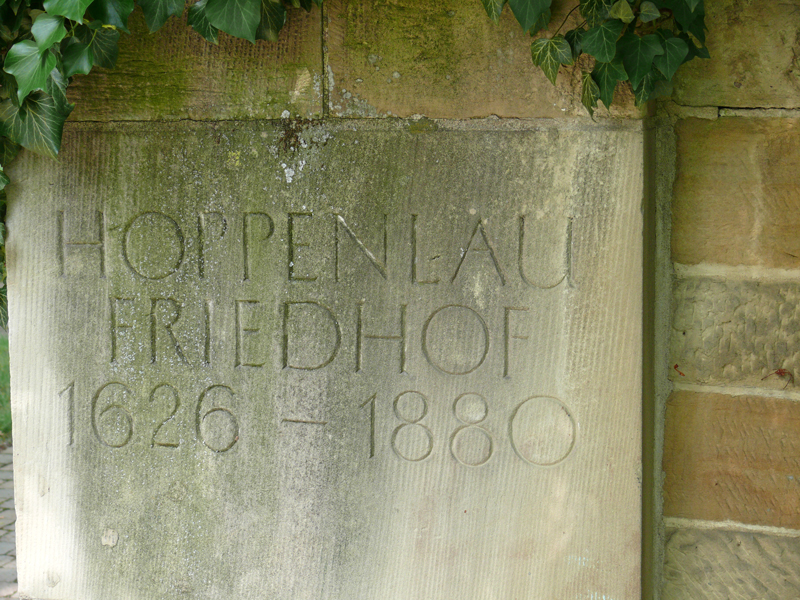 HOPPENLAU
FRIEDHOF
1626 – 1880